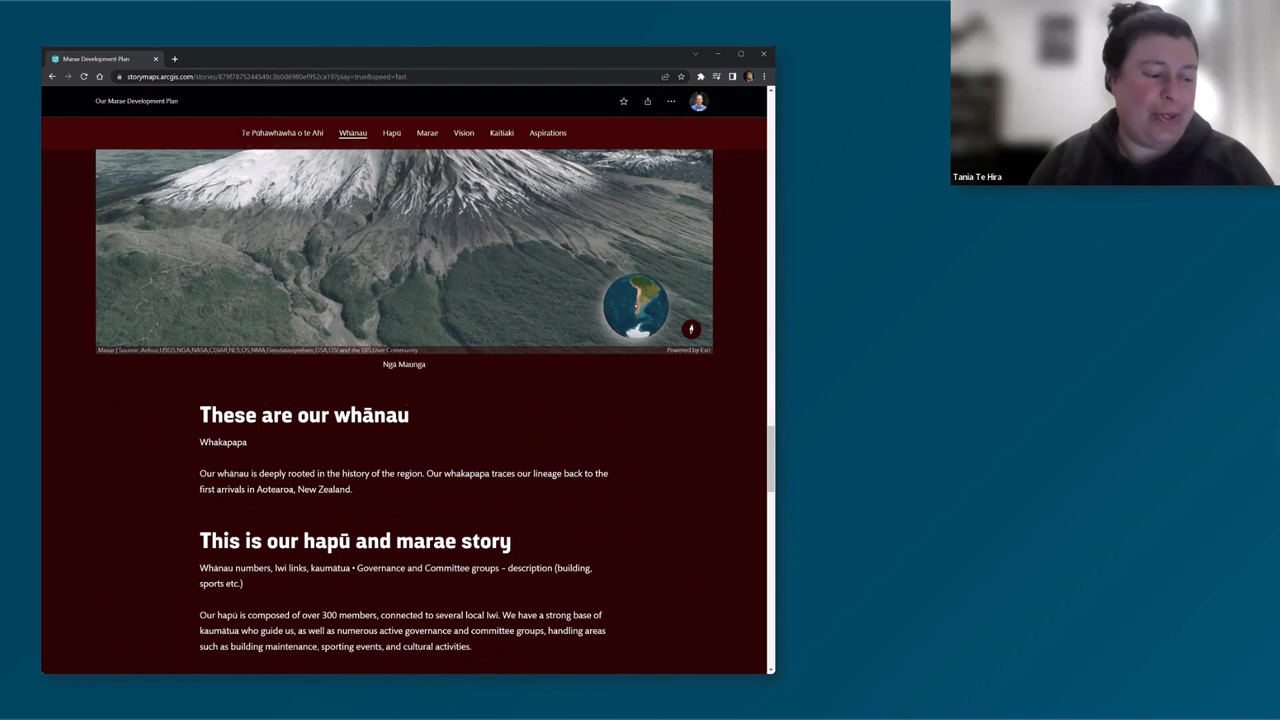 Marae Development Plan
storymaps.arcgis.com/stories/879f7875244549c3b0d6980ef952ca19?play=true&speed=fast
Our Marae Development Plan
Te Pūhāwhāwha o te Ahi Whānau Hapū Marae Vision Kaitiaki Aspirations
Powered by Esri
Ngā Maunga
These are our whānau
Whakapapa
Our whānau is deeply rooted in the history of the region. Our whakapapa traces our lineage back to the
first arrivals in Aotearoa, New Zealand.
This is our hapū and marae story
Whānau numbers, Iwi links, kaumātua • Governance and Committee groups – description (building,
sports etc.)
Our hapū is composed of over 300 members, connected to several local Iwi. We have a strong base of
kaumātua who guide us, as well as numerous active governance and committee groups, handling areas
such as building maintenance, sporting events, and cultural activities.
Tania Te Hira